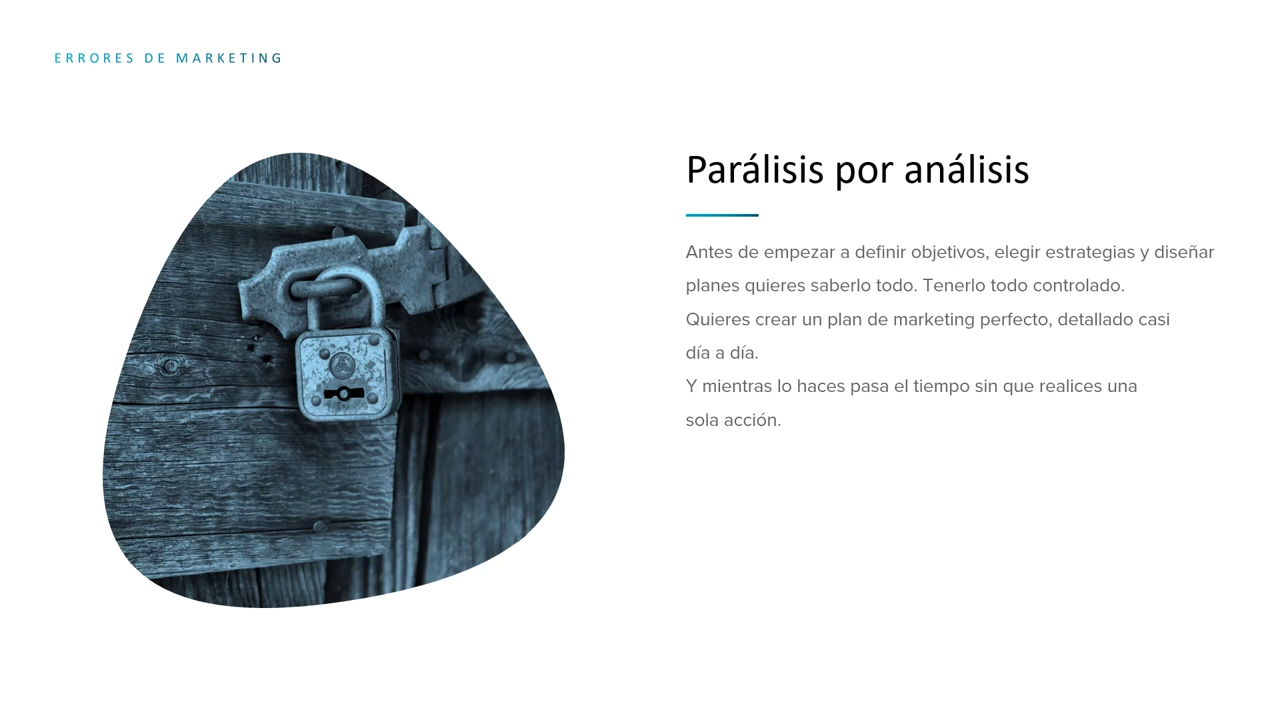 ERRORES DE MARKETING
Parálisis por análisis
Antes de empezar a definir objetivos, elegir estrategias y diseñar
planes quieres saberlo todo. Tenerlo todo controlado.
Quieres crear un plan de marketing perfecto, detallado casi
día a día.
Y mientras lo haces pasa el tiempo sin que realices una
sola acción.